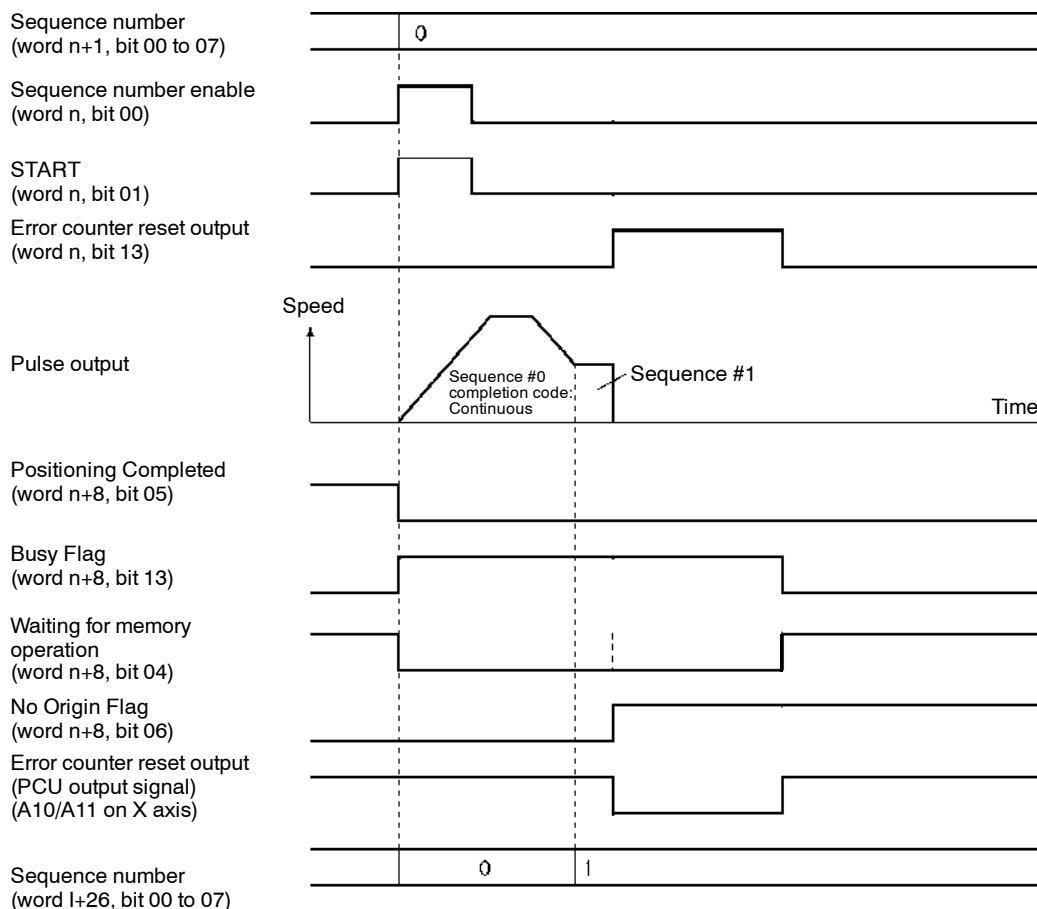 Sequence number
(word n+1, bit 00 to 07)
0
Sequence number enable
(word n, bit 00)
START
(word n, bit 01)
Error counter reset output
(word n, bit 13)
Speed
Pulse output
Sequence #0
completion code:
Continuous
Sequence #1
Time
Positioning Completed
(word n+8, bit 05)
Busy Flag
(word n+8, bit 13)
Waiting for memory
operation
(word n+8, bit 04)
No Origin Flag
(word n+8, bit 06)
Error counter reset output
(PCU output signal)
(A10/A11 on X axis)
Sequence number
(word l+26, bit 00 to 07)
0 1